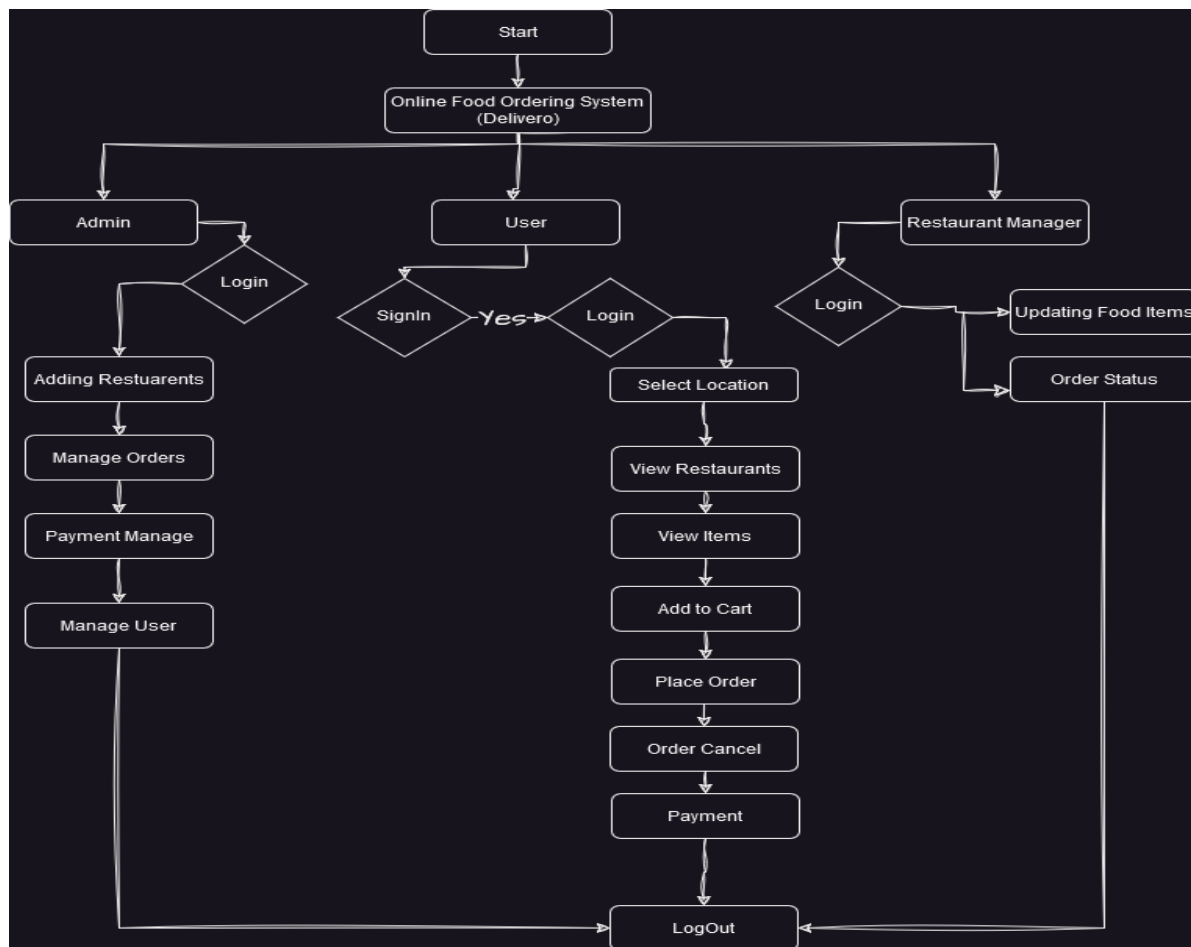 Start
Online Food Ordering System
(Delivero)
Admin
User
Restaurant Manager
Login
SignIn
Yes
Login
Login
Updating Food Items
Adding Restuarents
Select Location
Order Status
Manage Orders
View Restaurants
Payment Manage
View Items
Manage User
Add to Cart
Place Order
Order Cancel
Payment
LogOut